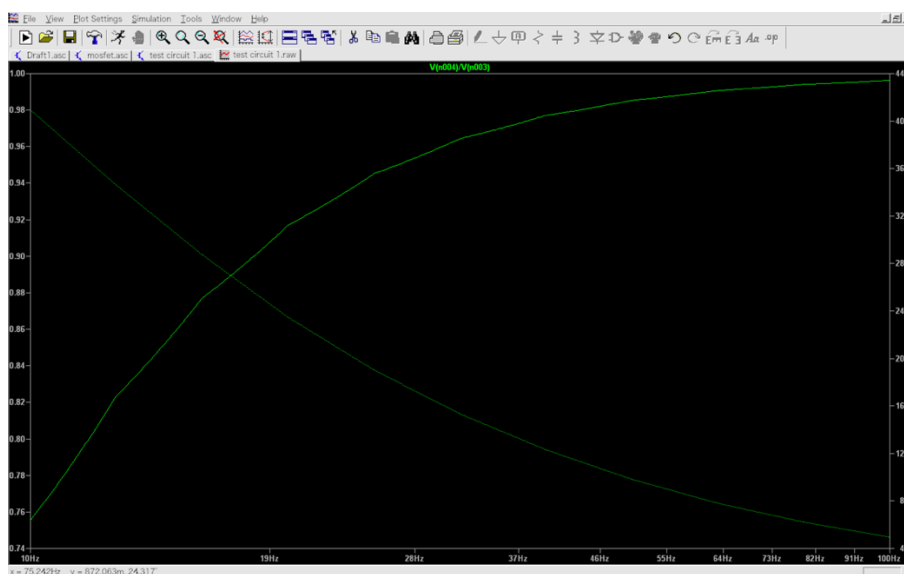 File View Plot Settings Simulation Tools Window Help
Draft1.asc mosfet.asc test circuit 1.asc test circuit 1.raw
V(n004)/V(n003)
1.00 44
0.98 40
0.96
0.94 36
0.92 32
0.90
0.88 28
0.86 24
0.84 20
0.82
0.80 16
0.78 12
0.76 8
0.74 4
10Hz 19Hz 28Hz 37Hz 46Hz 55Hz 64Hz 73Hz 82Hz 91Hz 100Hz
x = 75.242Hz y = 872.063m, 24.317°